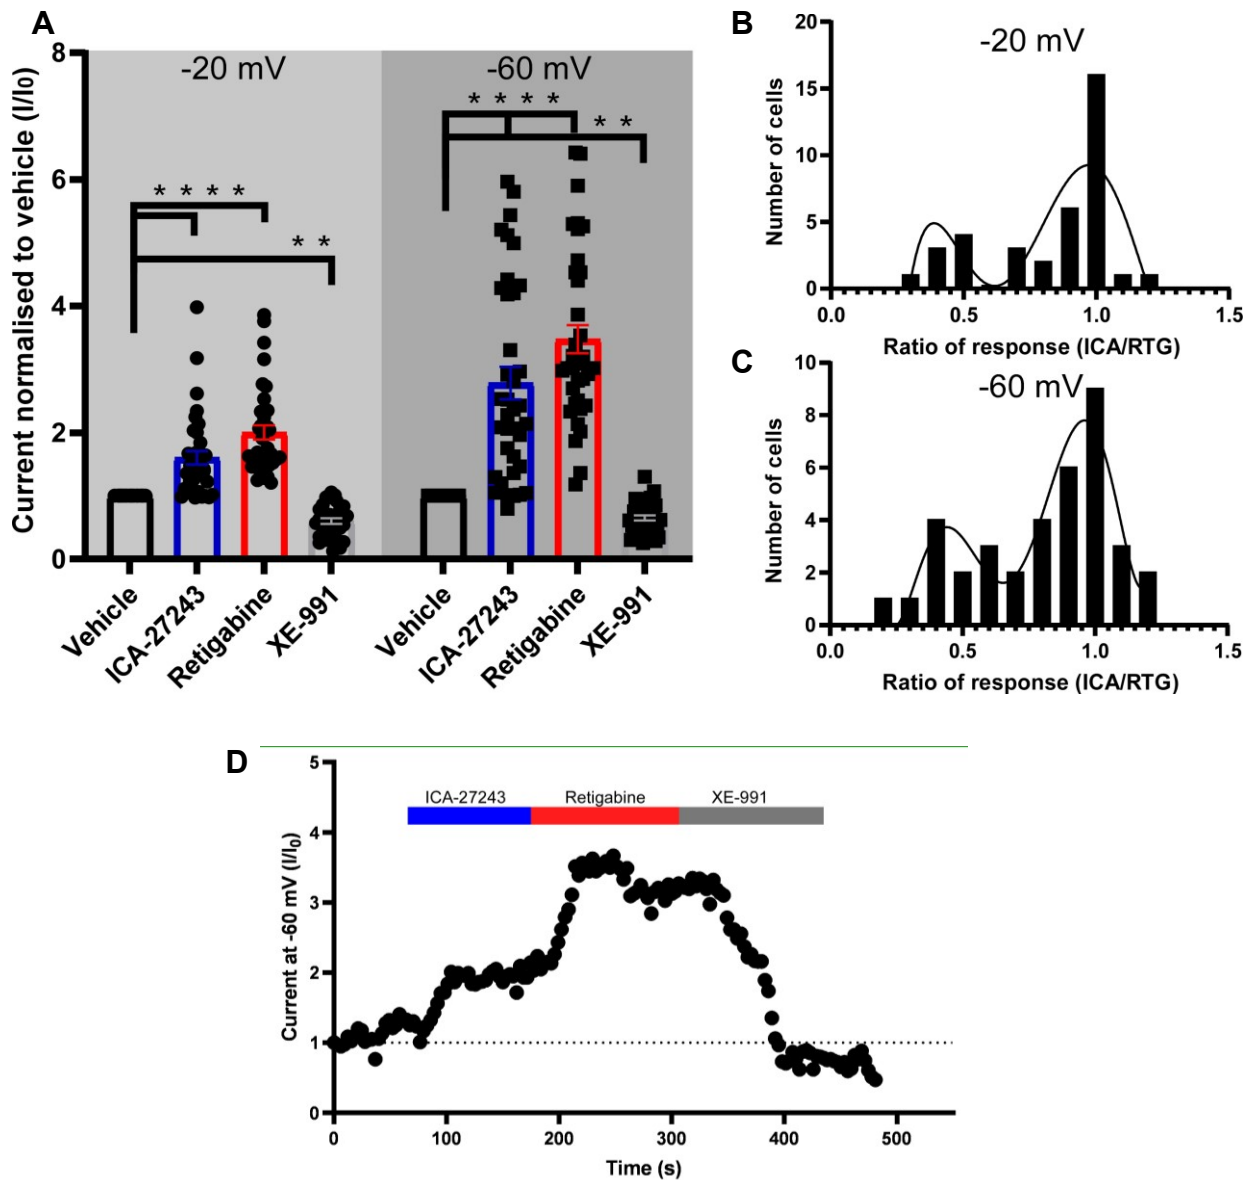 A
-20 mV
-60 mV
Current normalised to vehicle (I/I0)
8
6
4
2
0
* * * *
* *
* * * *
* *
Vehicle
ICA-27243
Retigabine
XE-991
Vehicle
ICA-27243
Retigabine
XE-991
B
-20 mV
Number of cells
20
15
10
5
0
0.0
0.5
1.0
1.5
Ratio of response (ICA/RTG)
C
-60 mV
Number of cells
10
8
6
4
2
0
0.0
0.5
1.0
1.5
Ratio of response (ICA/RTG)
D
ICA-27243
Retigabine
XE-991
Current at -60 mV (I/I0)
5
4
3
2
1
0
0
100
200
300
400
500
Time (s)